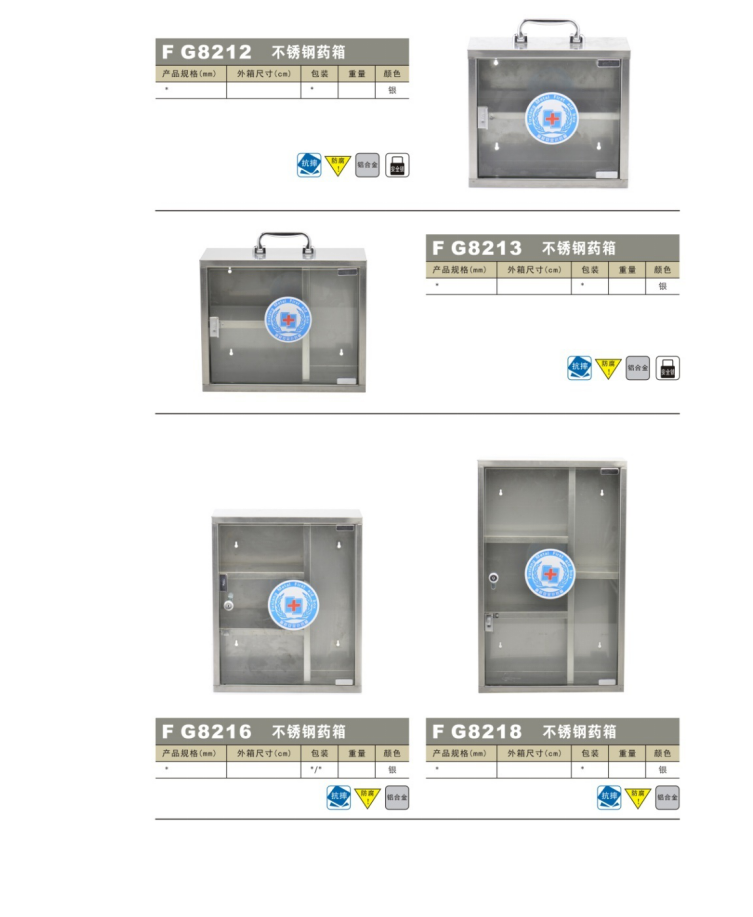 FG8212 不锈钢药箱
产品规格(mm) 外箱尺寸(cm) 包装 重量 颜色
* * 银
抗摔 防腐! 铝合金 安全锁
FG8213 不锈钢药箱
产品规格(mm) 外箱尺寸(cm) 包装 重量 颜色
* * 银
抗摔 防腐! 铝合金 安全锁
FG8216 不锈钢药箱
产品规格(mm) 外箱尺寸(cm) 包装 重量 颜色
* */* 银
抗摔 防腐! 铝合金
FG8218 不锈钢药箱
产品规格(mm) 外箱尺寸(cm) 包装 重量 颜色
* * 银
抗摔 防腐! 铝合金